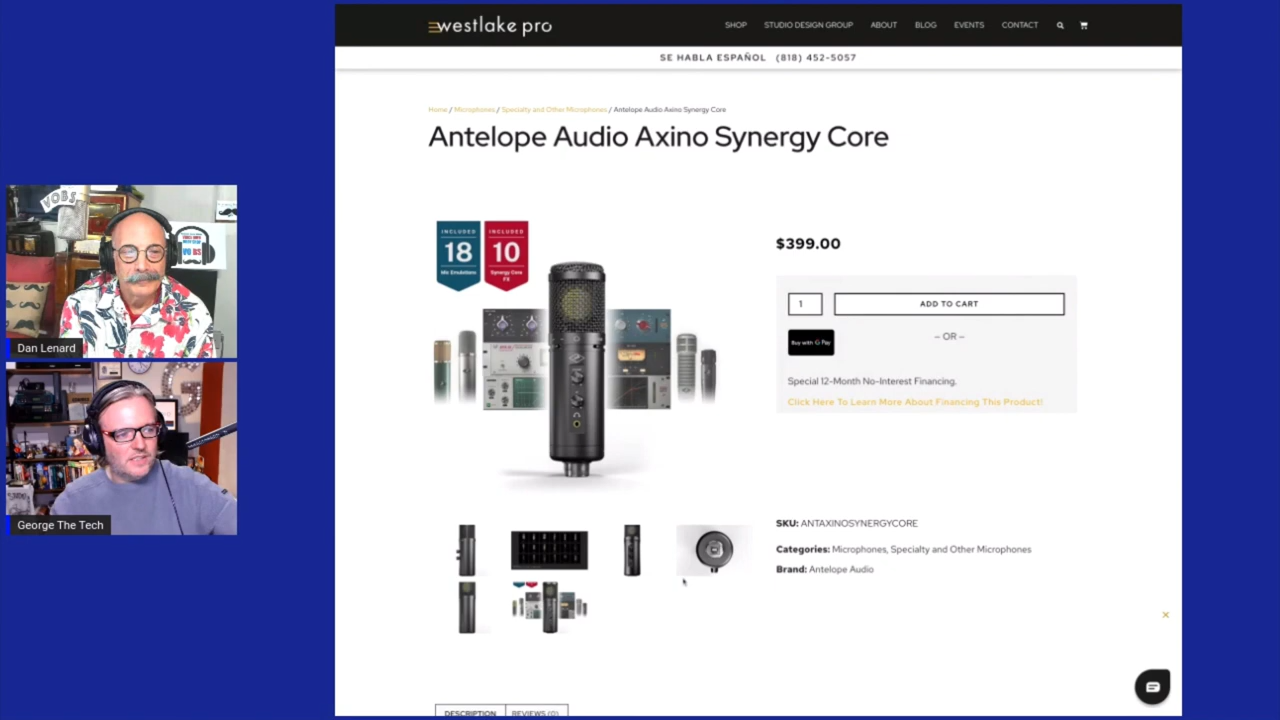 westlake pro
SHOP STUDIO DESIGN GROUP ABOUT BLOG EVENTS CONTACT
SE HABLA ESPAÑOL (818) 452-5057
Home / Microphones / Specialty and Other Microphones / Antelope Audio Axino Synergy Core
Antelope Audio Axino Synergy Core
INCLUDED
18
Mic Emulations
INCLUDED
10
Synergy Core
FX
$399.00
1
ADD TO CART
Buy with G Pay
– OR –
Special 12-Month No-Interest Financing.
Click Here To Learn More About Financing This Product!
SKU: ANTAXINOSYNERGYCORE
Categories: Microphones, Specialty and Other Microphones
Brand: Antelope Audio
DESCRIPTION
REVIEWS (0)
VOBS
Dan Lenard
George The Tech